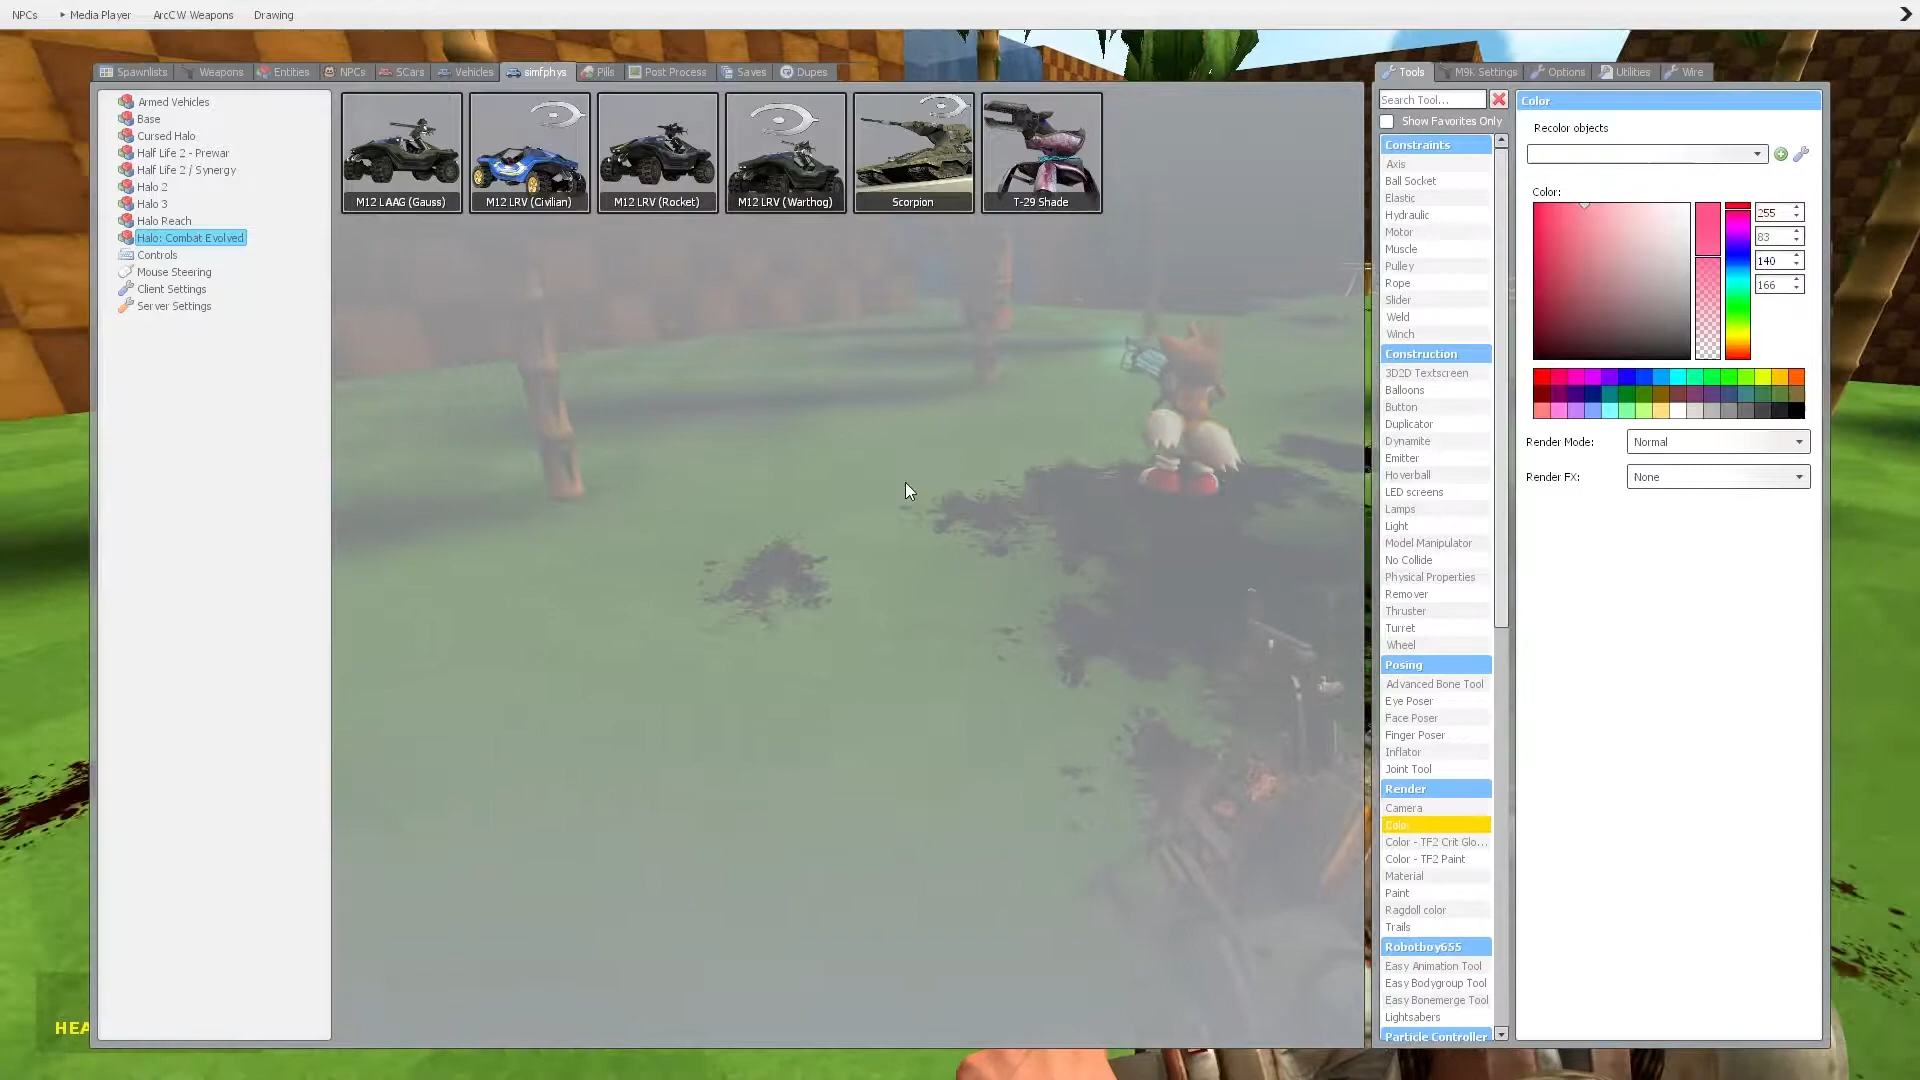 NPCs Media Player ArcCW Weapons Drawing
Spawnlists Weapons Entities NPCs SCars Vehicles simfphys Pills Post Process Saves Dupes
Armed Vehicles
Base
Cursed Halo
Half Life 2 - Prewar
Half Life 2 / Synergy
Halo 2
Halo 3
Halo Reach
Halo: Combat Evolved
Controls
Mouse Steering
Client Settings
Server Settings
M12 LAAG (Gauss)
M12 LRV (Civilian)
M12 LRV (Rocket)
M12 LRV (Warthog)
Scorpion
T-29 Shade
Tools M9K Settings Options Utilities Wire
Search Tool...
Show Favorites Only
Constraints
Axis
Ball Socket
Elastic
Hydraulic
Motor
Muscle
Pulley
Rope
Slider
Weld
Winch
Construction
3D2D Textscreen
Balloons
Button
Duplicator
Dynamite
Emitter
Hoverball
LED screens
Lamps
Light
Model Manipulator
No Collide
Physical Properties
Remover
Thruster
Turret
Wheel
Posing
Advanced Bone Tool
Eye Poser
Face Poser
Finger Poser
Inflator
Joint Tool
Render
Camera
Color
Color - TF2 Crit Glo...
Color - TF2 Paint
Material
Paint
Ragdoll color
Trails
Robotboy655
Easy Animation Tool
Easy Bodygroup Tool
Easy Bonemerge Tool
Lightsabers
Particle Controller
Color
Recolor objects
Color:
255
83
140
166
Render Mode: Normal
Render FX: None
HEA